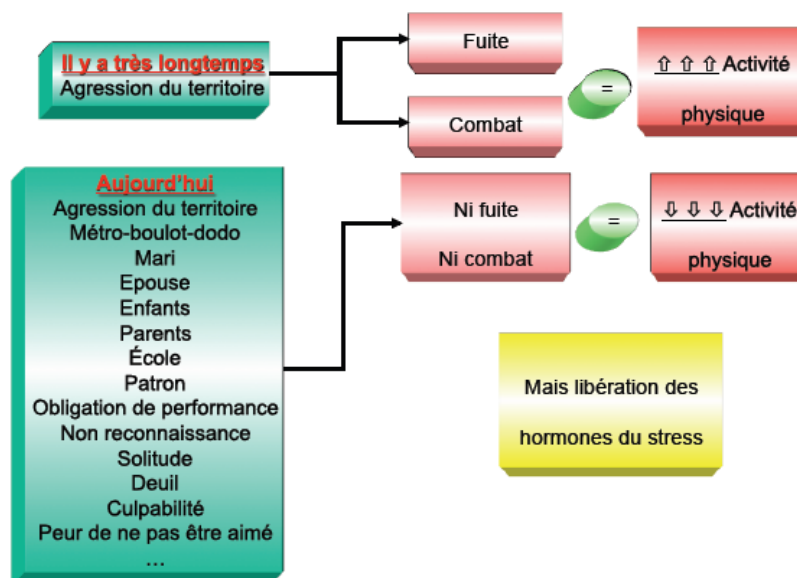 Il y a très longtemps
Agression du territoire
Fuite
Combat
=
⇧ ⇧ ⇧ Activité
physique
Aujourd'hui
Agression du territoire
Métro-boulot-dodo
Mari
Epouse
Enfants
Parents
École
Patron
Obligation de performance
Non reconnaissance
Solitude
Deuil
Culpabilité
Peur de ne pas être aimé
...
Ni fuite
Ni combat
=
⇩ ⇩ ⇩ Activité
physique
Mais libération des
hormones du stress